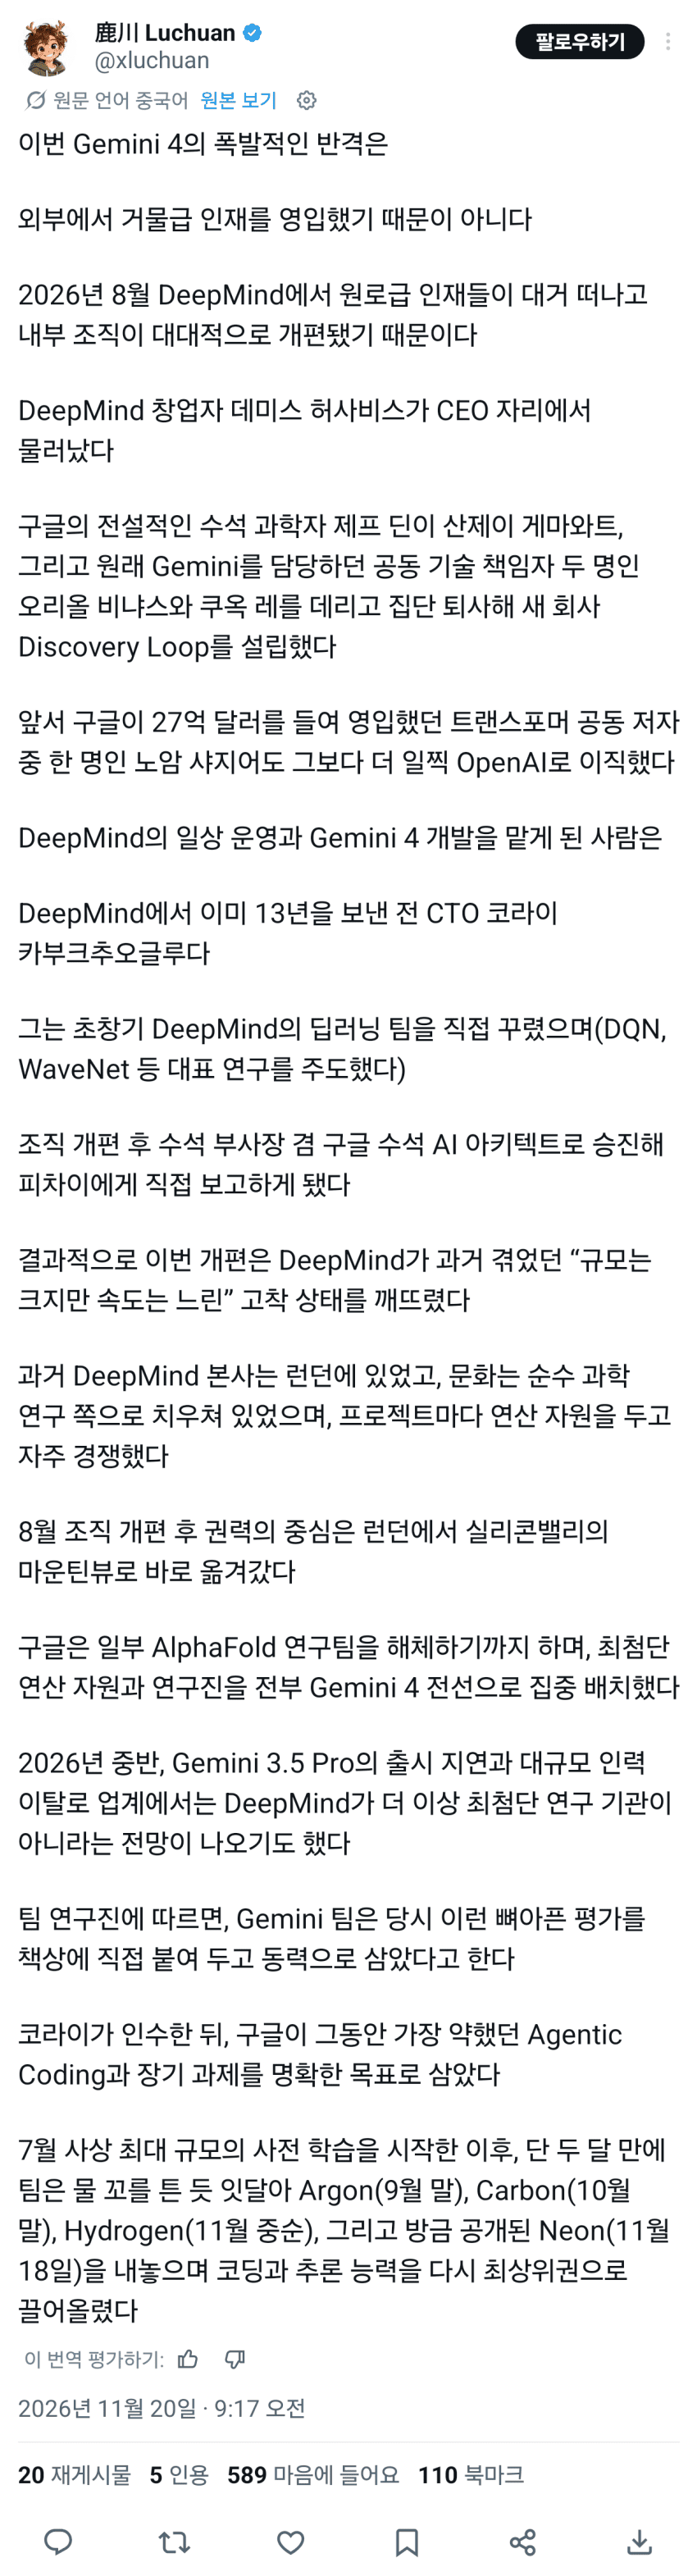 鹿川 Luchuan
@xluchuan
팔로우하기
원문 언어 중국어 원본 보기
이번 Gemini 4의 폭발적인 반격은
외부에서 거물급 인재를 영입했기 때문이 아니다
2026년 8월 DeepMind에서 원로급 인재들이 대거 떠나고
내부 조직이 대대적으로 개편됐기 때문이다
DeepMind 창업자 데미스 허사비스가 CEO 자리에서
물러났다
구글의 전설적인 수석 과학자 제프 딘이 산제이 게마와트,
그리고 원래 Gemini를 담당하던 공동 기술 책임자 두 명인
오리올 비냐스와 쿠옥 레를 데리고 집단 퇴사해 새 회사
Discovery Loop를 설립했다
앞서 구글이 27억 달러를 들여 영입했던 트랜스포머 공동 저자
중 한 명인 노암 샤지어도 그보다 더 일찍 OpenAI로 이직했다
DeepMind의 일상 운영과 Gemini 4 개발을 맡게 된 사람은
DeepMind에서 이미 13년을 보낸 전 CTO 코라이
카부크추오글루다
그는 초창기 DeepMind의 딥러닝 팀을 직접 꾸렸으며(DQN,
WaveNet 등 대표 연구를 주도했다)
조직 개편 후 수석 부사장 겸 구글 수석 AI 아키텍트로 승진해
피차이에게 직접 보고하게 됐다
결과적으로 이번 개편은 DeepMind가 과거 겪었던 “규모는
크지만 속도는 느린” 고착 상태를 깨뜨렸다
과거 DeepMind 본사는 런던에 있었고, 문화는 순수 과학
연구 쪽으로 치우쳐 있었으며, 프로젝트마다 연산 자원을 두고
자주 경쟁했다
8월 조직 개편 후 권력의 중심은 런던에서 실리콘밸리의
마운틴뷰로 바로 옮겨갔다
구글은 일부 AlphaFold 연구팀을 해체하기까지 하며, 최첨단
연산 자원과 연구진을 전부 Gemini 4 전선으로 집중 배치했다
2026년 중반, Gemini 3.5 Pro의 출시 지연과 대규모 인력
이탈로 업계에서는 DeepMind가 더 이상 최첨단 연구 기관이
아니라는 전망이 나오기도 했다
팀 연구진에 따르면, Gemini 팀은 당시 이런 뼈아픈 평가를
책상에 직접 붙여 두고 동력으로 삼았다고 한다
코라이가 인수한 뒤, 구글이 그동안 가장 약했던 Agentic
Coding과 장기 과제를 명확한 목표로 삼았다
7월 사상 최대 규모의 사전 학습을 시작한 이후, 단 두 달 만에
팀은 물 꼬를 튼 듯 잇달아 Argon(9월 말), Carbon(10월
말), Hydrogen(11월 중순), 그리고 방금 공개된 Neon(11월
18일)을 내놓으며 코딩과 추론 능력을 다시 최상위권으로
끌어올렸다
이 번역 평가하기:
2026년 11월 20일 · 9:17 오전
20 재게시물 5 인용 589 마음에 들어요 110 북마크